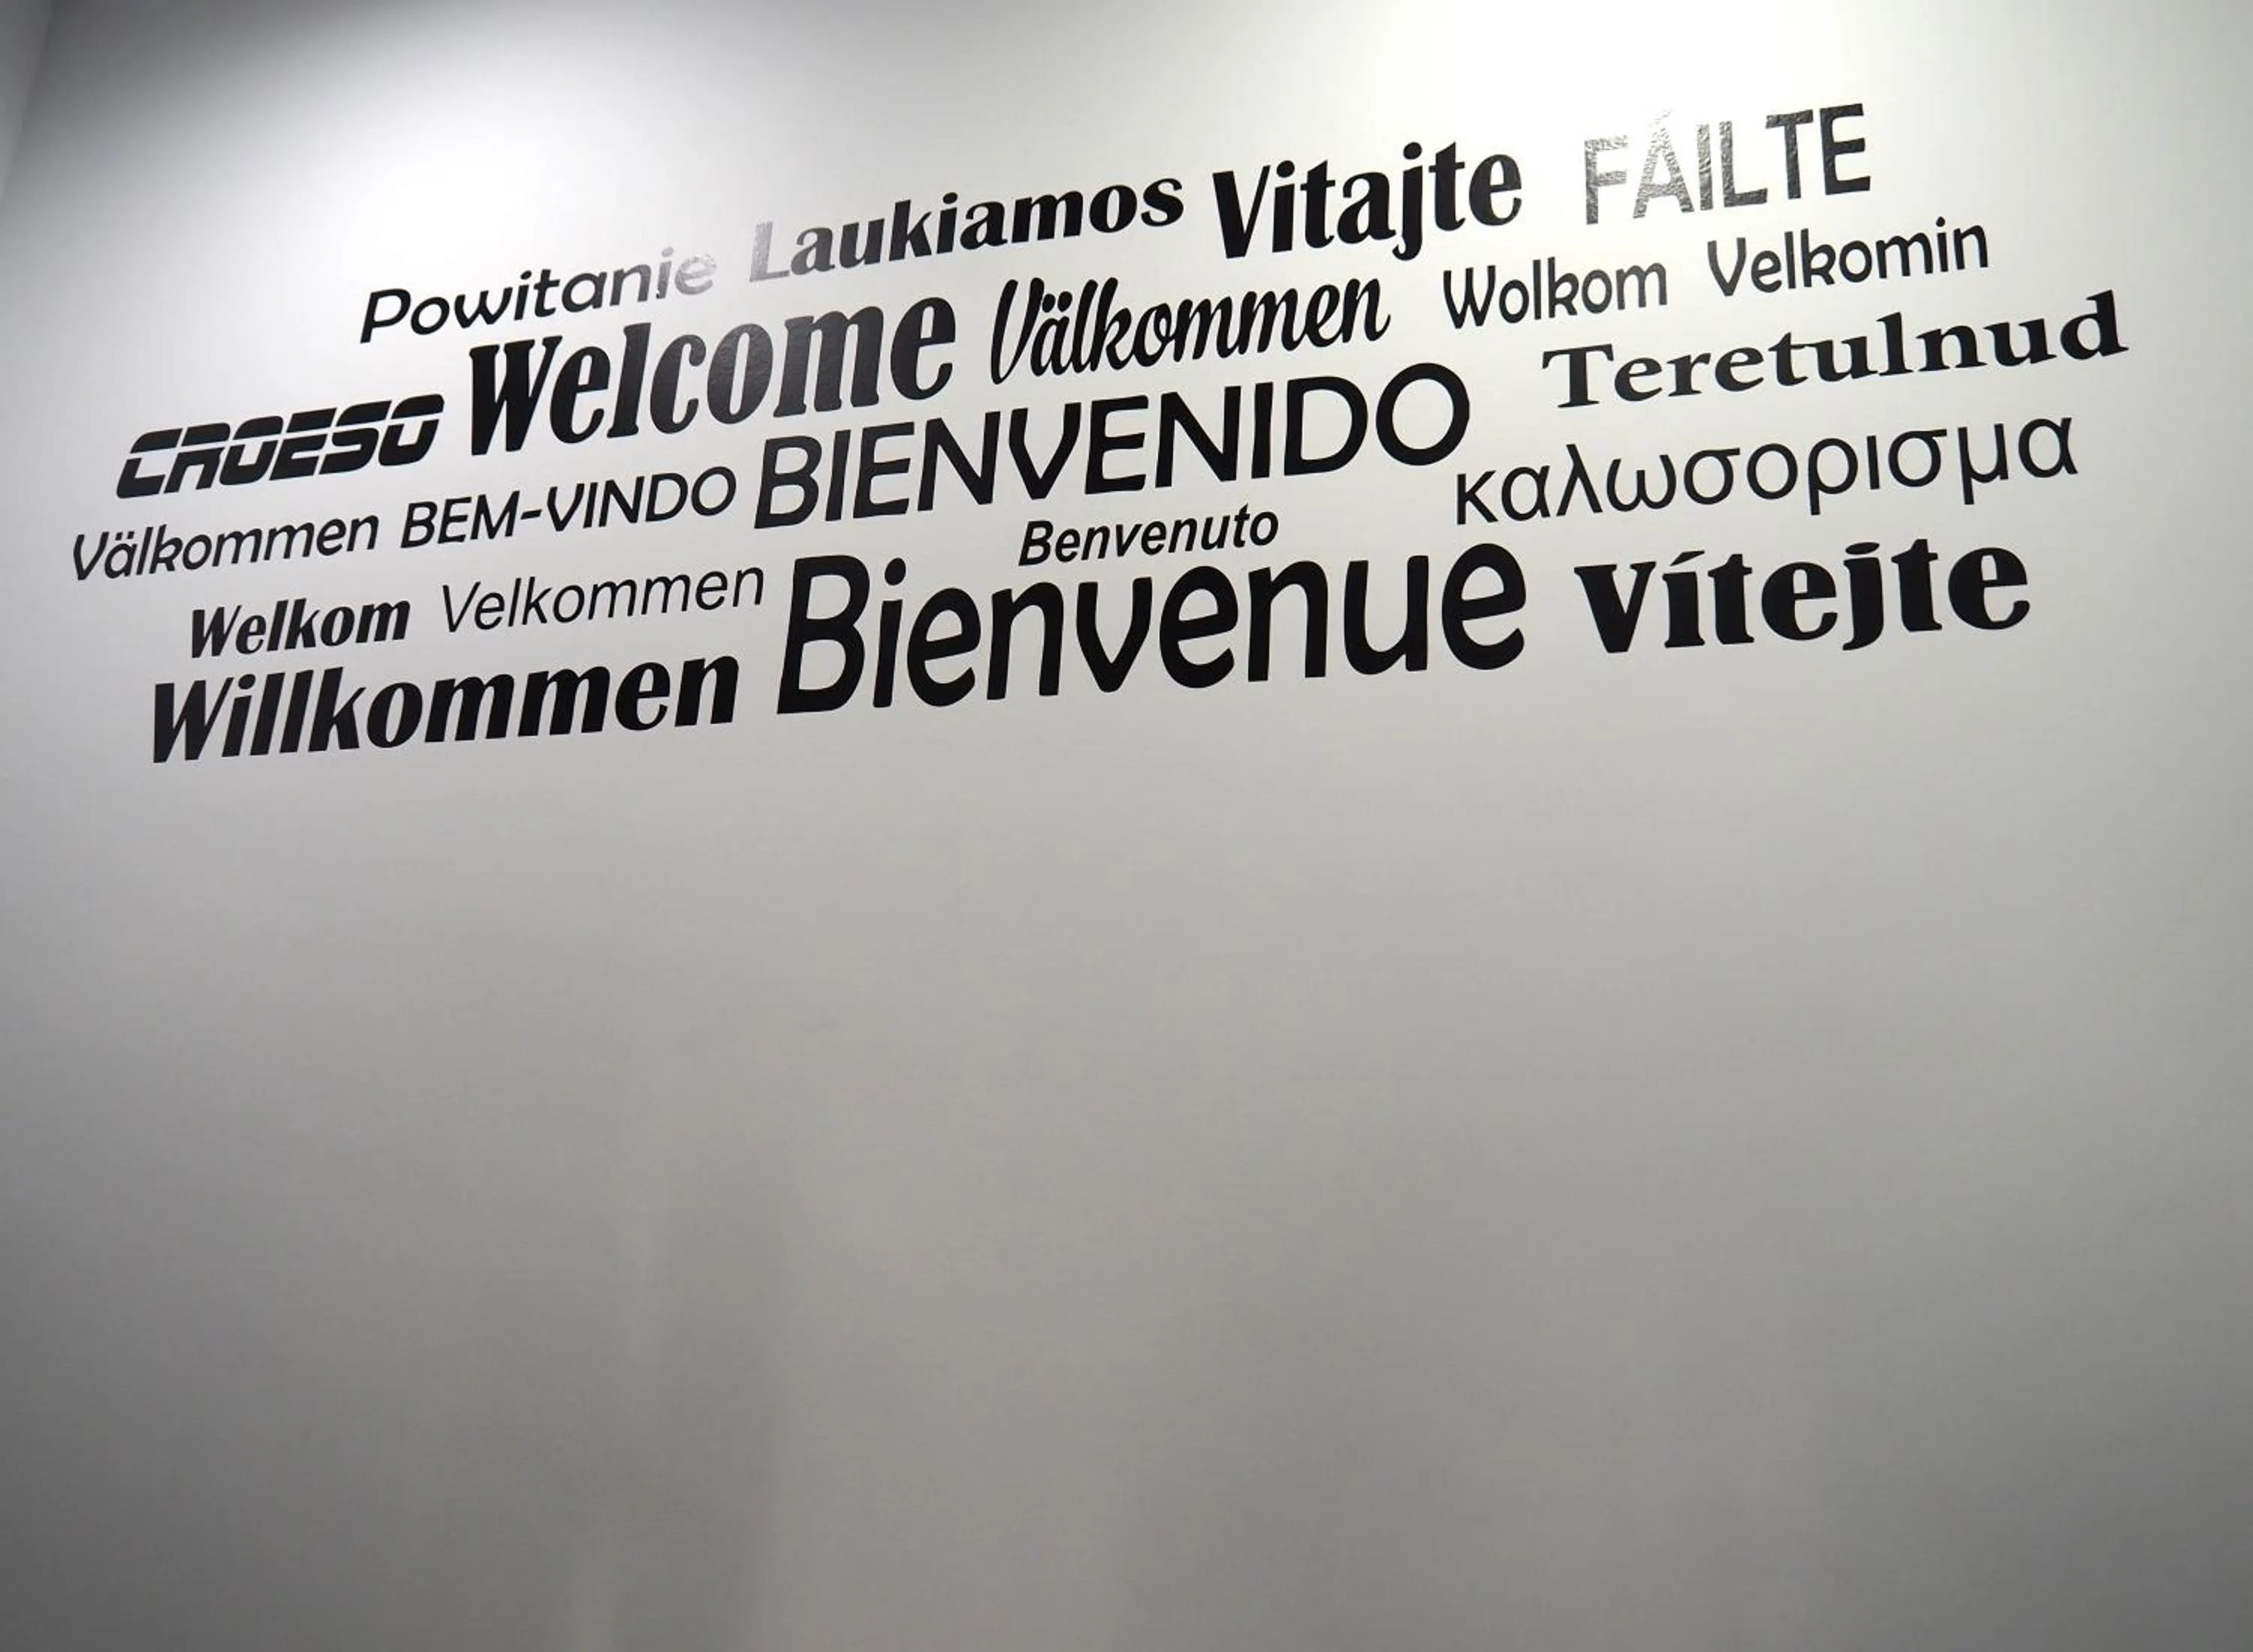 Powitanie Laukiamos Vitajte FÁILTE
CROESO Welcome Välkommen Wolkom Velkomin
Välkommen BEM-VINDO BIENVENIDO Teretulnud
Benvenuto καλωσορισμα
Welkom Velkommen
Willkommen Bienvenue vítejte